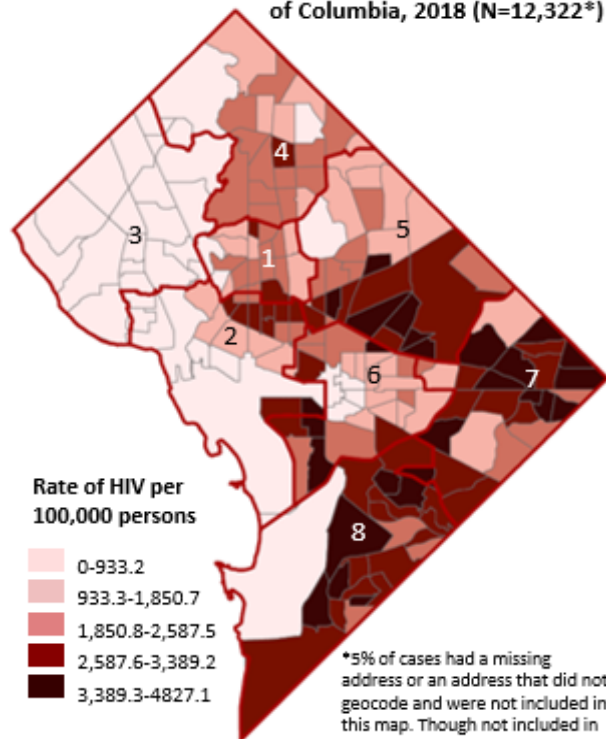 of Columbia, 2018 (N=12,322*)
4
3
5
1
2
6
7
Rate of HIV per
100,000 persons
8
0-933.2
933.3-1,850.7
1,850.8-2,587.5
2,587.6-3,389.2
3,389.3-4827.1
*5% of cases had a missing
address or an address that did not
geocode and were not included in
this map. Though not included in